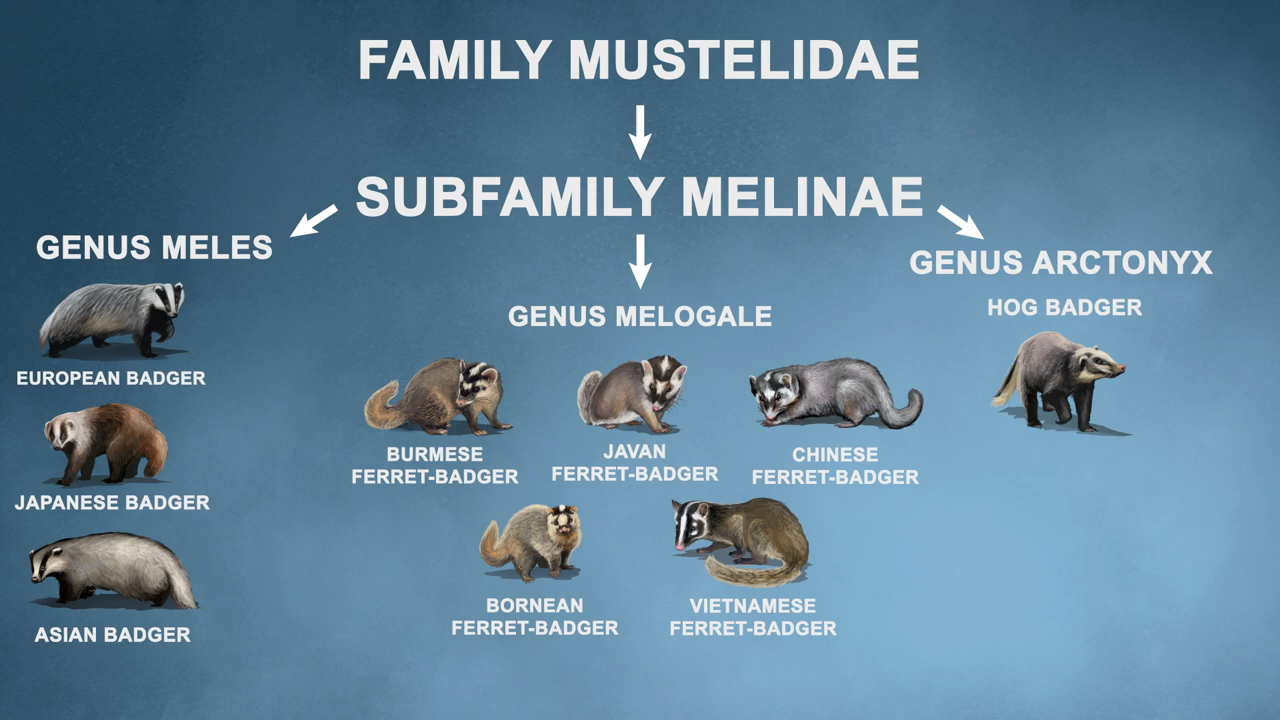 FAMILY MUSTELIDAE
SUBFAMILY MELINAE
GENUS MELES
EUROPEAN BADGER
JAPANESE BADGER
ASIAN BADGER
GENUS MELOGALE
BURMESE
FERRET-BADGER
JAVAN
FERRET-BADGER
CHINESE
FERRET-BADGER
BORNEAN
FERRET-BADGER
VIETNAMESE
FERRET-BADGER
GENUS ARCTONYX
HOG BADGER